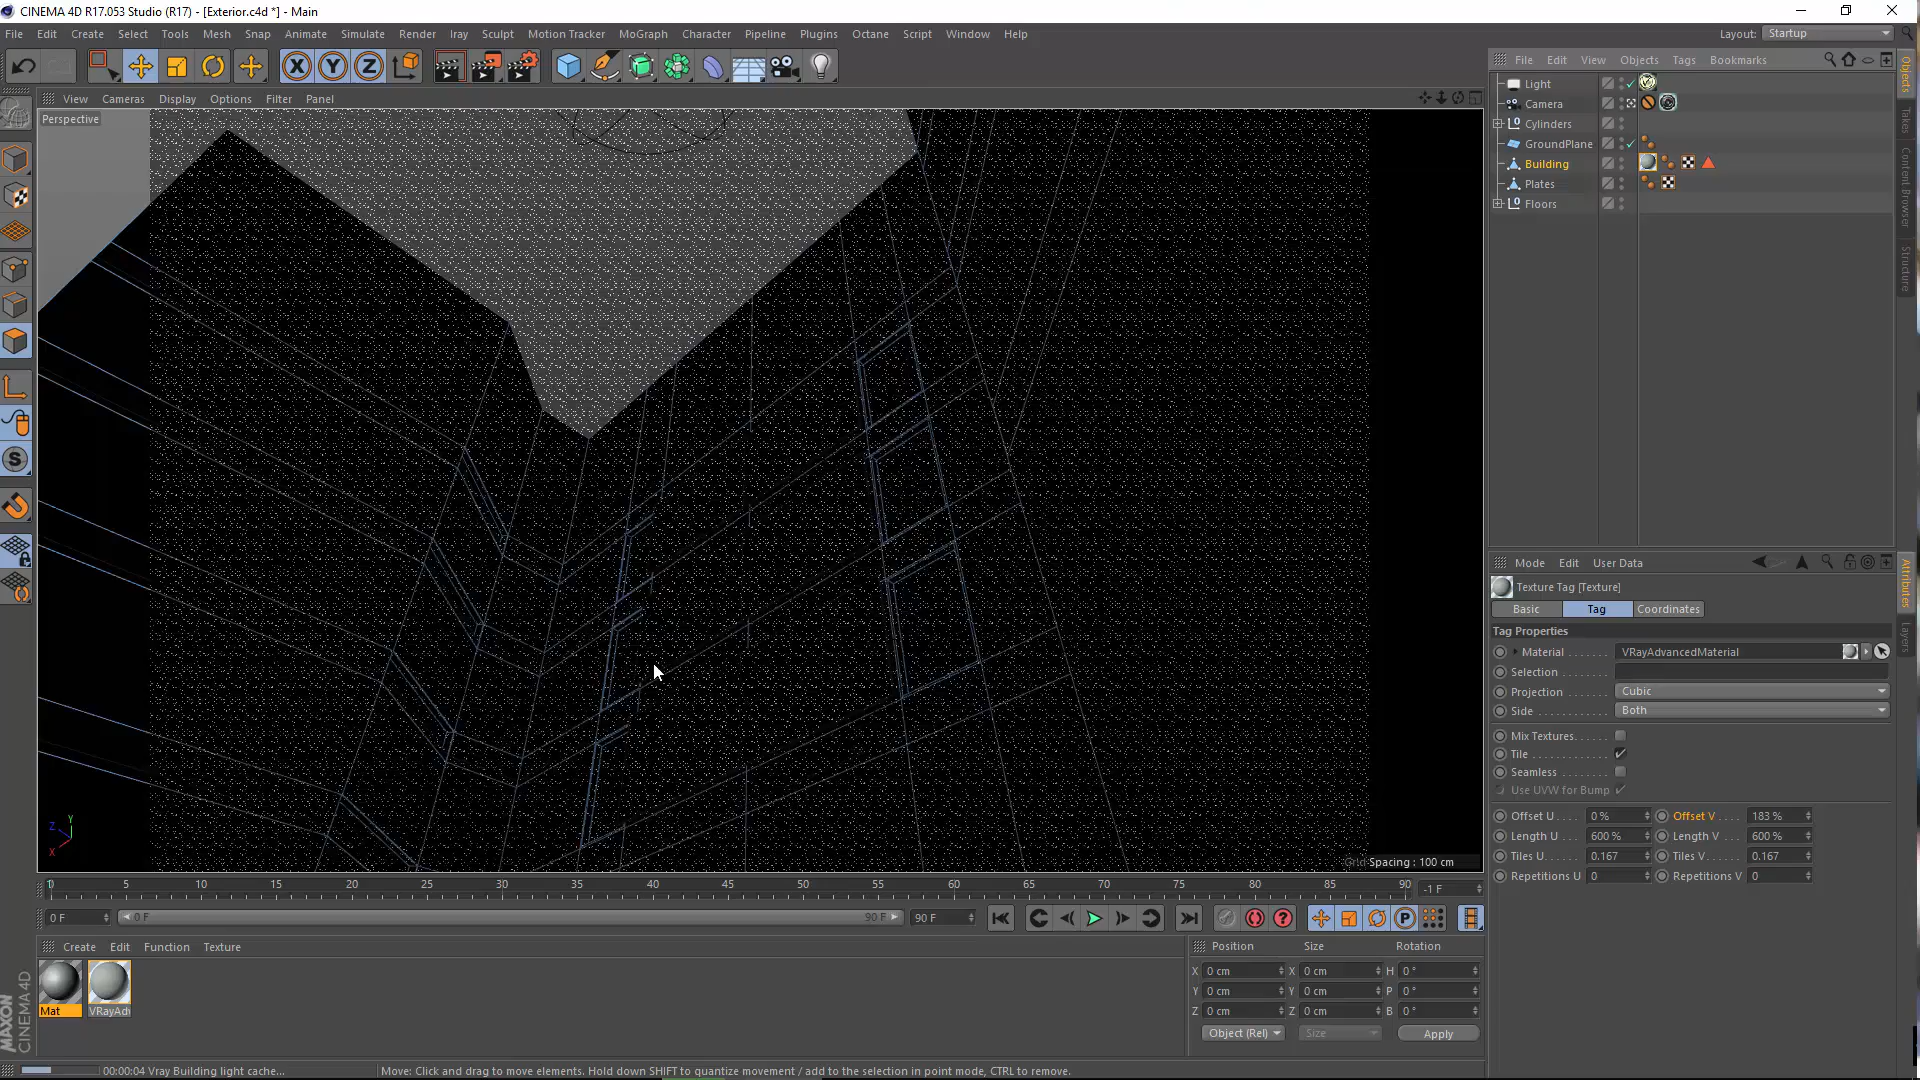 CINEMA 4D R17.053 Studio (R17) - [Exterior.c4d *] - Main
File Edit Create Select Tools Mesh Snap Animate Simulate Render Iray Sculpt Motion Tracker MoGraph Character Pipeline Plugins Octane Script Window Help Layout: Startup
View Cameras Display Options Filter Panel
Perspective
Grid Spacing : 100 cm
0 5 10 15 20 25 30 35 40 45 50 55 60 65 70 75 80 85 90 -1 F
0 F 0 F 90 F 90 F
Create Edit Function Texture
Mat VRayAdv
MAXON CINEMA 4D
Position Size Rotation
X 0 cm X 0 cm H 0 °
Y 0 cm Y 0 cm P 0 °
Z 0 cm Z 0 cm B 0 °
Object (Rel) Size Apply
00:00:04 Vray Building light cache... Move: Click and drag to move elements. Hold down SHIFT to quantize movement / add to the selection in point mode, CTRL to remove.
File Edit View Objects Tags Bookmarks
Light
Camera
Cylinders
GroundPlane
Building
Plates
Floors
Objects
Takes
Content Browser
Structure
Mode Edit User Data
Texture Tag [Texture]
Basic Tag Coordinates
Tag Properties
Material VRayAdvancedMaterial
Selection
Projection Cubic
Side Both
Mix Textures
Tile
Seamless
Use UVW for Bump
Offset U 0 % Offset V 183 %
Length U 600 % Length V 600 %
Tiles U 0.167 Tiles V 0.167
Repetitions U 0 Repetitions V 0
Attributes
Layers